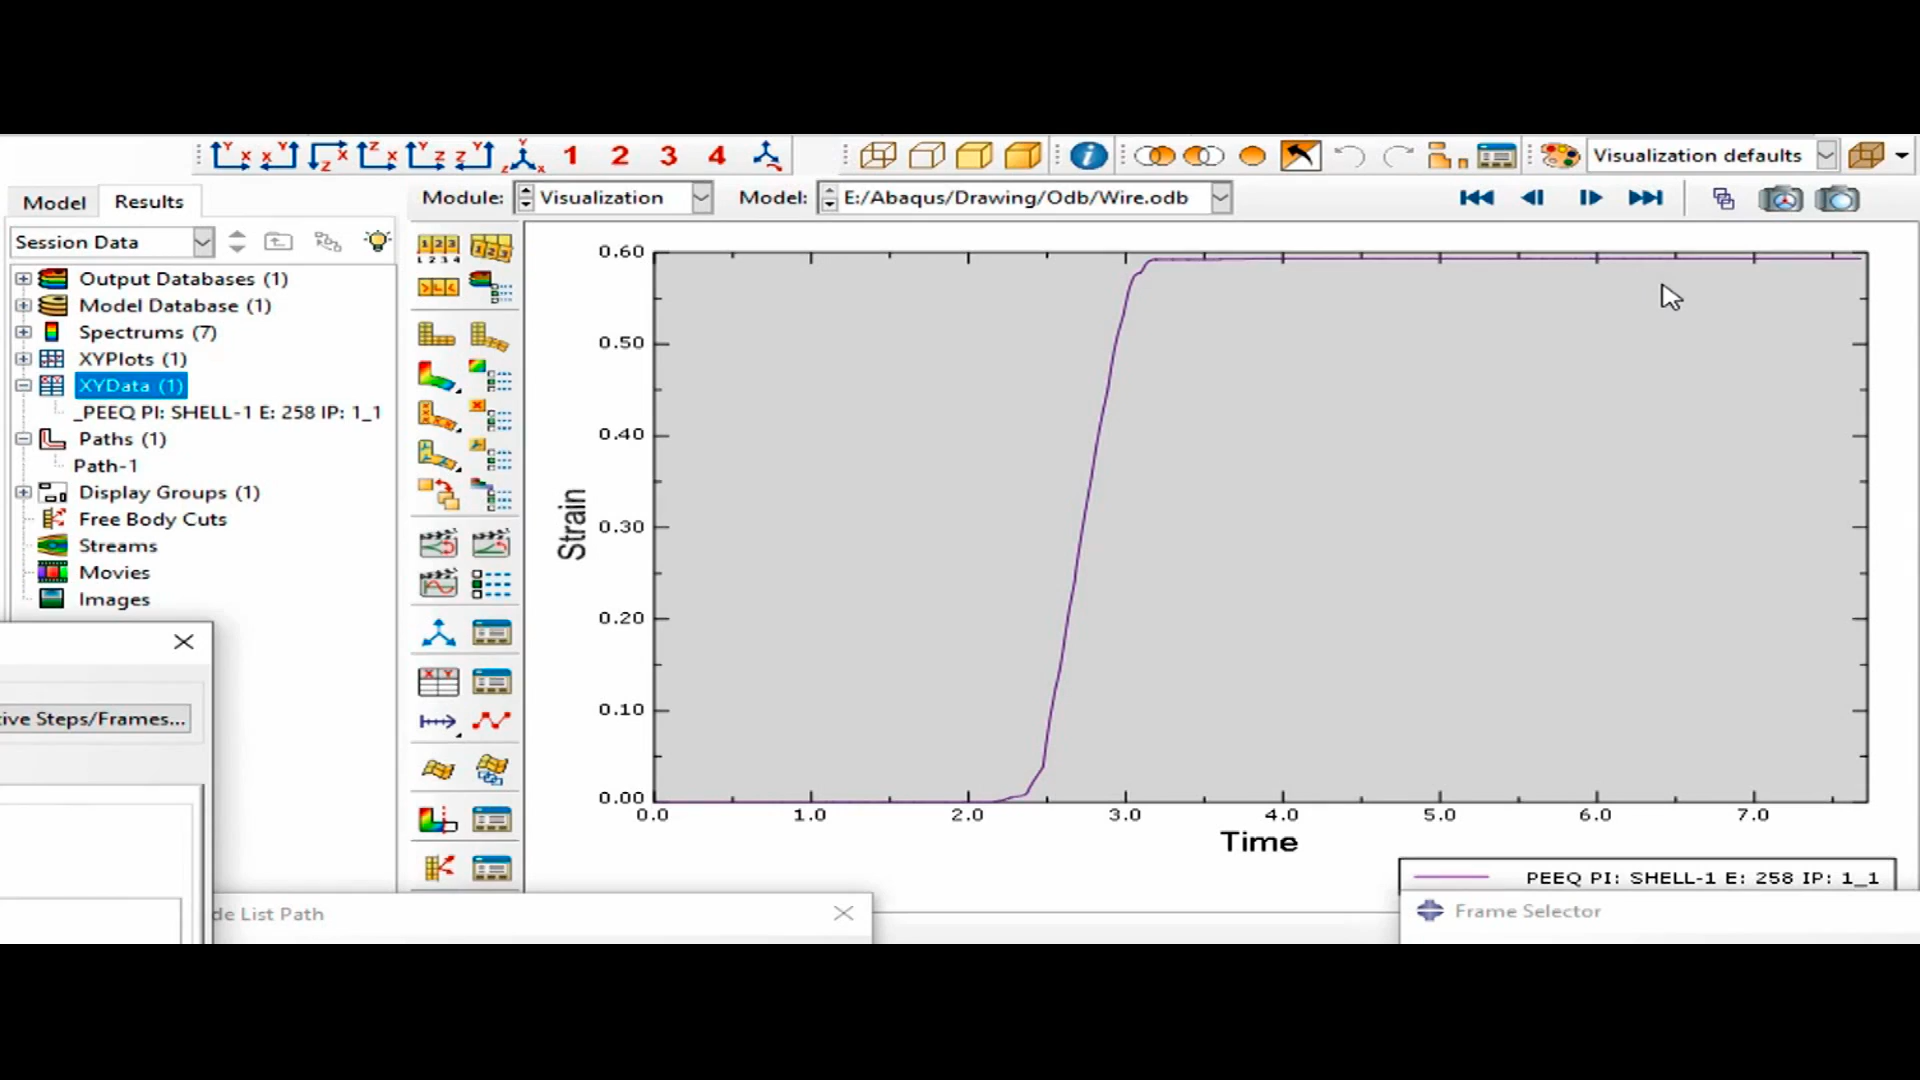 1 2 3 4
Visualization defaults
Model Results
Module: Visualization Model: E:/Abaqus/Drawing/Odb/Wire.odb
Session Data
Output Databases (1)
Model Database (1)
Spectrums (7)
XYPlots (1)
XYData (1)
_PEEQ PI: SHELL-1 E: 258 IP: 1_1
Paths (1)
Path-1
Display Groups (1)
Free Body Cuts
Streams
Movies
Images
ive Steps/Frames...
de List Path
0.60
0.50
0.40
0.30
0.20
0.10
0.00
Strain
0.0 1.0 2.0 3.0 4.0 5.0 6.0 7.0
Time
PEEQ PI: SHELL-1 E: 258 IP: 1_1
Frame Selector